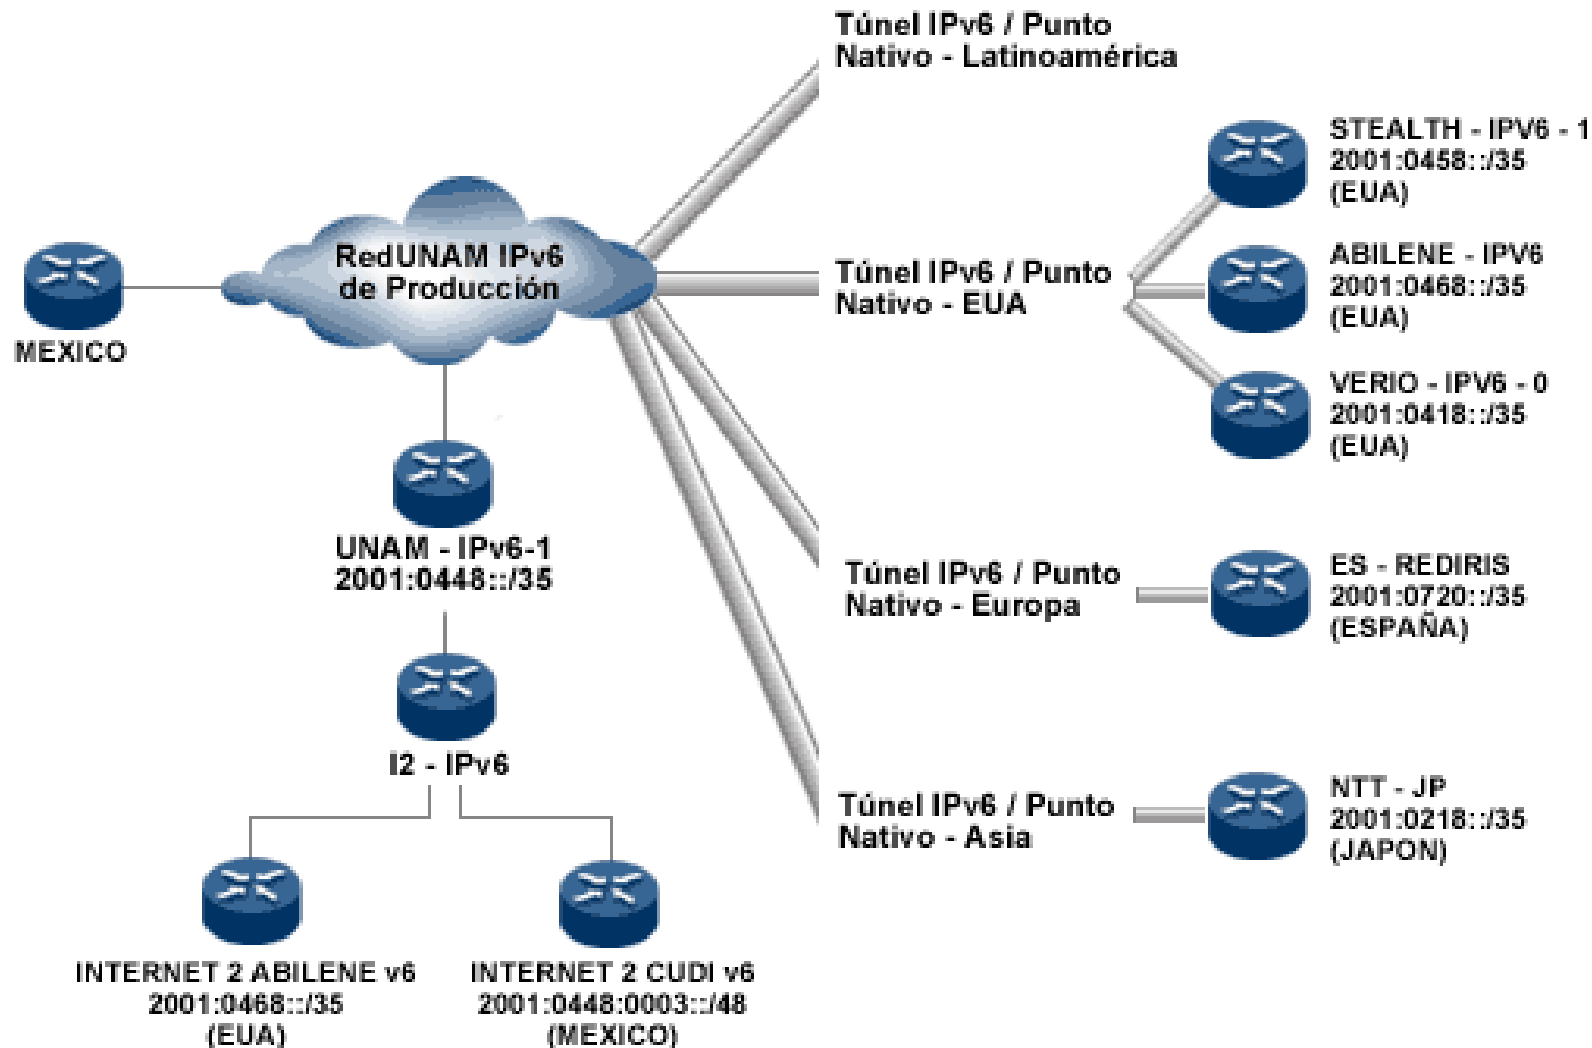 Túnel IPv6 / Punto
Nativo - Latinoamérica
STEALTH - IPV6 - 1
2001:0458::/35
(EUA)
RedUNAM IPv6
de Producción
MEXICO
Túnel IPv6 / Punto
Nativo - EUA
ABILENE - IPV6
2001:0468::/35
(EUA)
VERIO - IPV6 - 0
2001:0418::/35
(EUA)
UNAM - IPv6-1
2001:0448::/35
Túnel IPv6 / Punto
Nativo - Europa
ES - REDIRIS
2001:0720::/35
(ESPAÑA)
I2 - IPv6
Túnel IPv6 / Punto
Nativo - Asia
NTT - JP
2001:0218::/35
(JAPON)
INTERNET 2 ABILENE v6
2001:0468::/35
(EUA)
INTERNET 2 CUDI v6
2001:0448:0003::/48
(MEXICO)